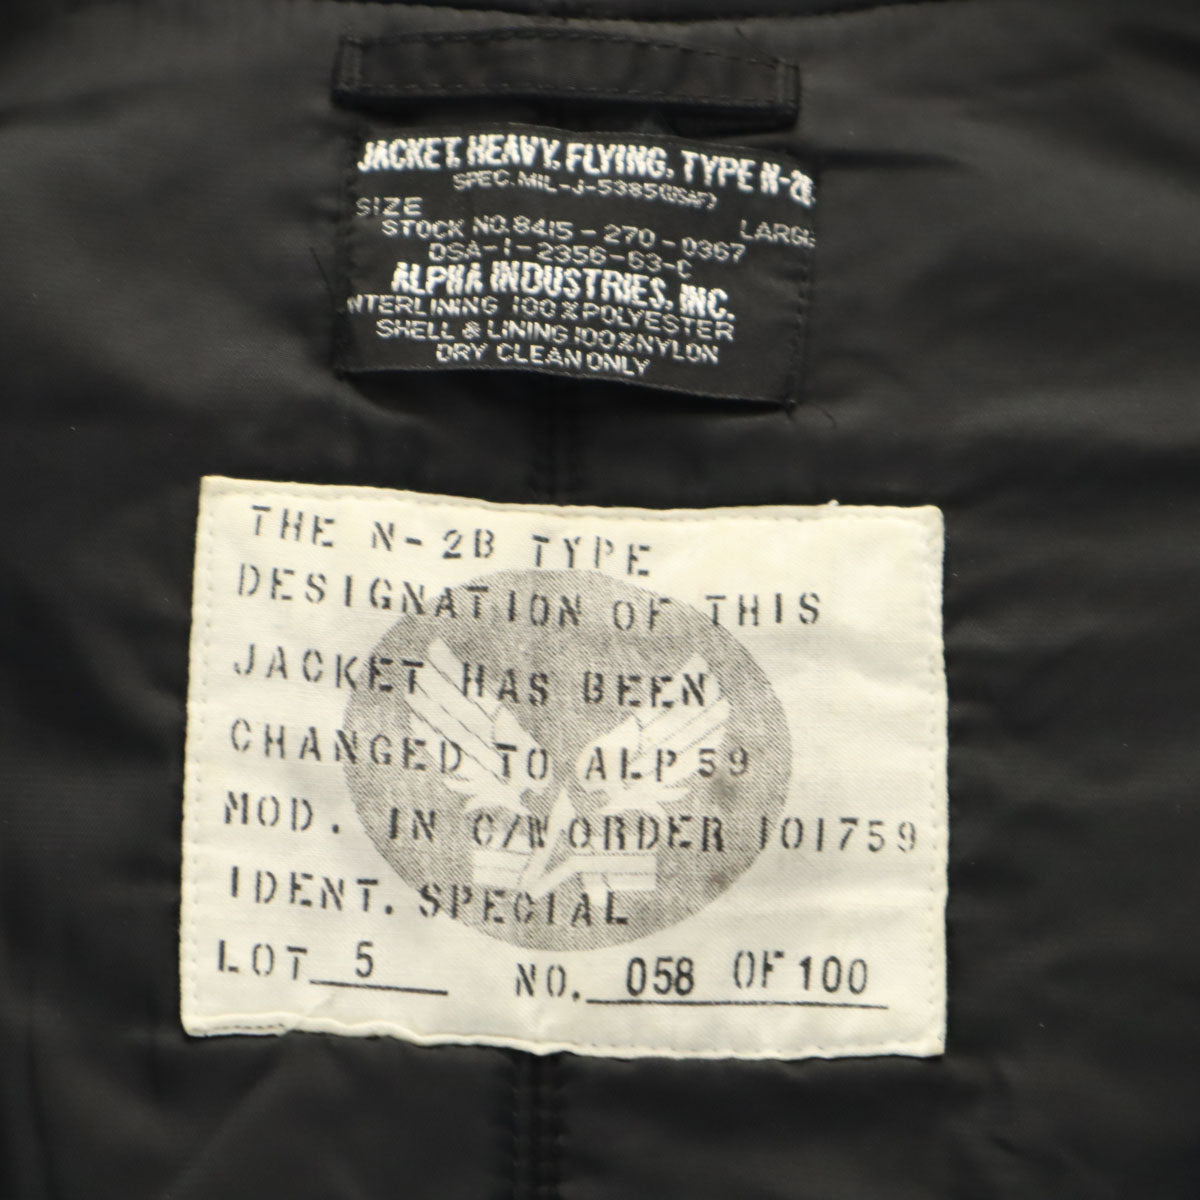 JACKET, HEAVY, FLYING, TYPE N-2B
SPEC. MIL-J-5385(USAF)
SIZE LARGE
STOCK NO. 8415-270-0367
DSA-1-2356-63-C
ALPHA INDUSTRIES, INC.
INTERLINING 100%POLYESTER
SHELL & LINING 100%NYLON
DRY CLEAN ONLY
THE N-2B TYPE
DESIGNATION OF THIS
JACKET HAS BEEN
CHANGED TO ALP59
MOD. IN C/W ORDER 101759
IDENT. SPECIAL
LOT 5 NO. 058 OF 100